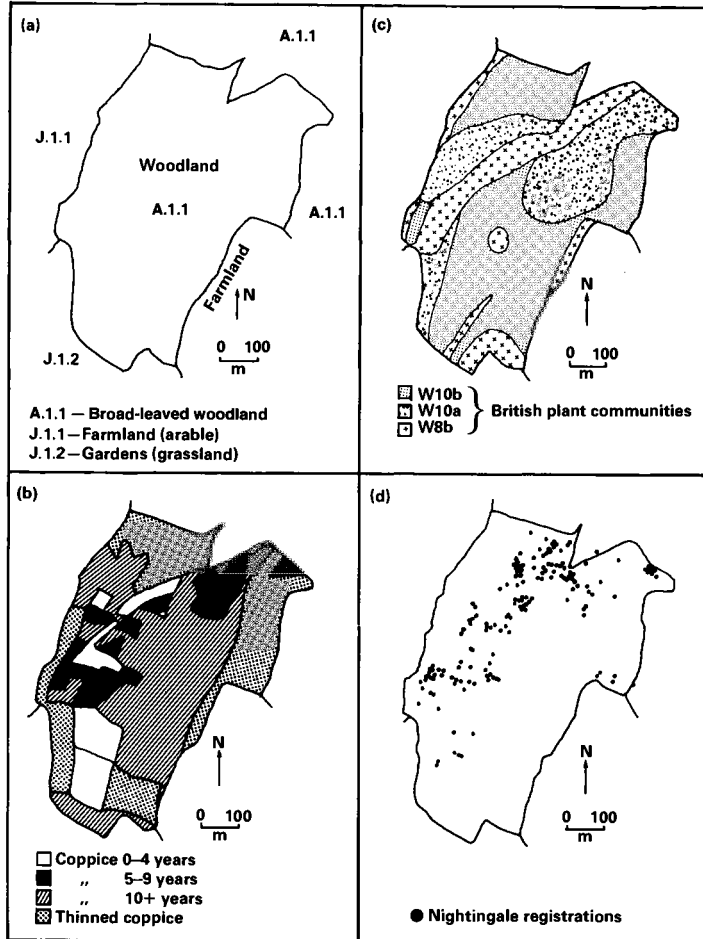 (a)
A.1.1
J.1.1
Woodland
A.1.1
A.1.1
Farmland
N
J.1.2
0 100
m
A.1.1 — Broad-leaved woodland
J.1.1 — Farmland (arable)
J.1.2 — Gardens (grassland)
(c)
N
0 100
m
W10b
W10a
W8b
British plant communities
(b)
N
0 100
m
Coppice 0–4 years
,, 5–9 years
,, 10+ years
Thinned coppice
(d)
N
0 100
m
Nightingale registrations